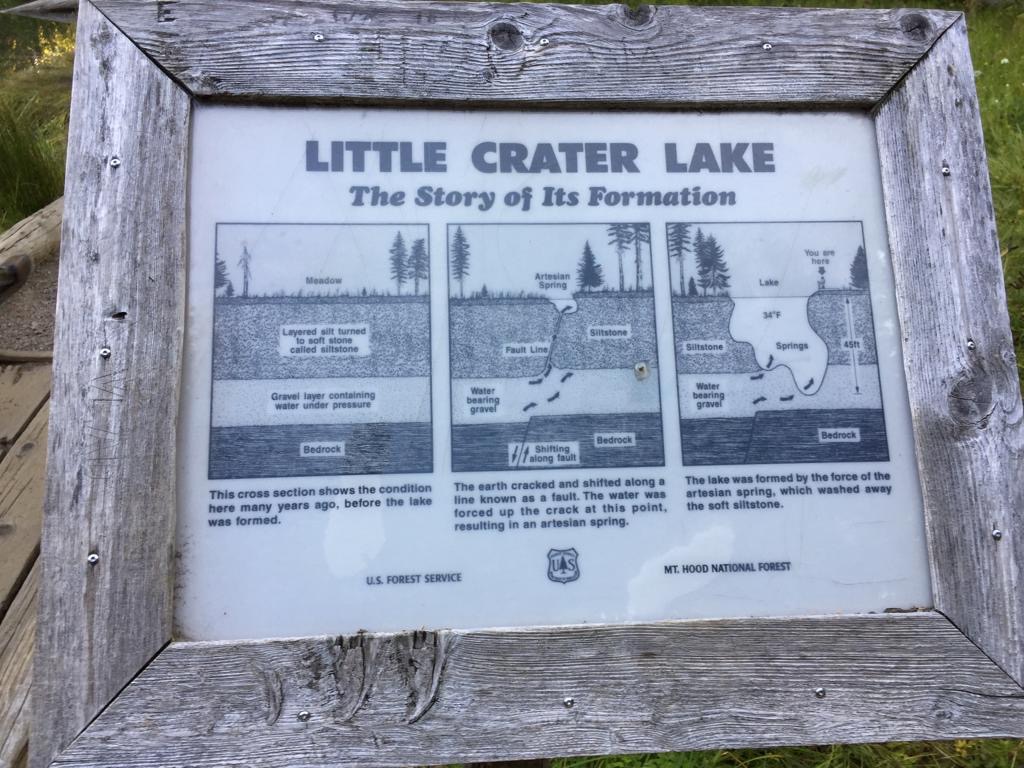 LITTLE CRATER LAKE
The Story of Its Formation
Meadow
Layered silt turned
to soft stone
called siltstone
Gravel layer containing
water under pressure
Bedrock
This cross section shows the condition
here many years ago, before the lake
was formed.
Artesian
Spring
Siltstone
Fault Line
Water
bearing
gravel
Bedrock
Shifting
along fault
The earth cracked and shifted along a
line known as a fault. The water was
forced up the crack at this point,
resulting in an artesian spring.
You are
here
Lake
34°F
Siltstone
Springs
45ft
Water
bearing
gravel
Bedrock
The lake was formed by the force of the
artesian spring, which washed away
the soft siltstone.
U.S. FOREST SERVICE
US
MT. HOOD NATIONAL FOREST